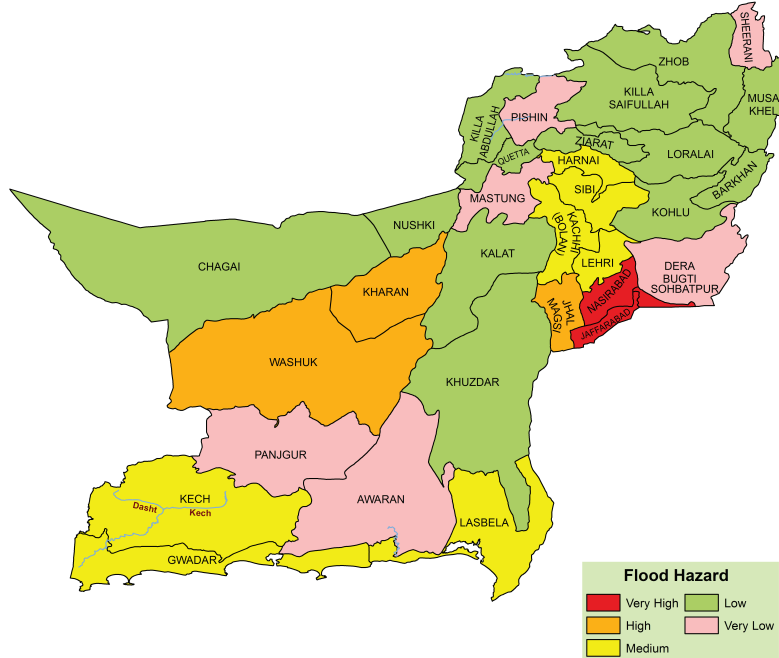 SHEERANI
ZHOB
KILLA
SAIFULLAH
MUSA
KHEL
PISHIN
KILLA
ABDULLAH
QUETTA
ZIARAT
LORALAI
HARNAI
BARKHAN
SIBI
MASTUNG
KOHLU
NUSHKI
KACHHI
(BOLAN)
KALAT
CHAGAI
LEHRI
DERA
BUGTI
SOHBATPUR
KHARAN
NASIRABAD
JHAL
MAGSI
JAFFARABAD
WASHUK
KHUZDAR
PANJGUR
KECH
AWARAN
Dasht
Kech
LASBELA
GWADAR
Flood Hazard
Very High
Low
High
Very Low
Medium